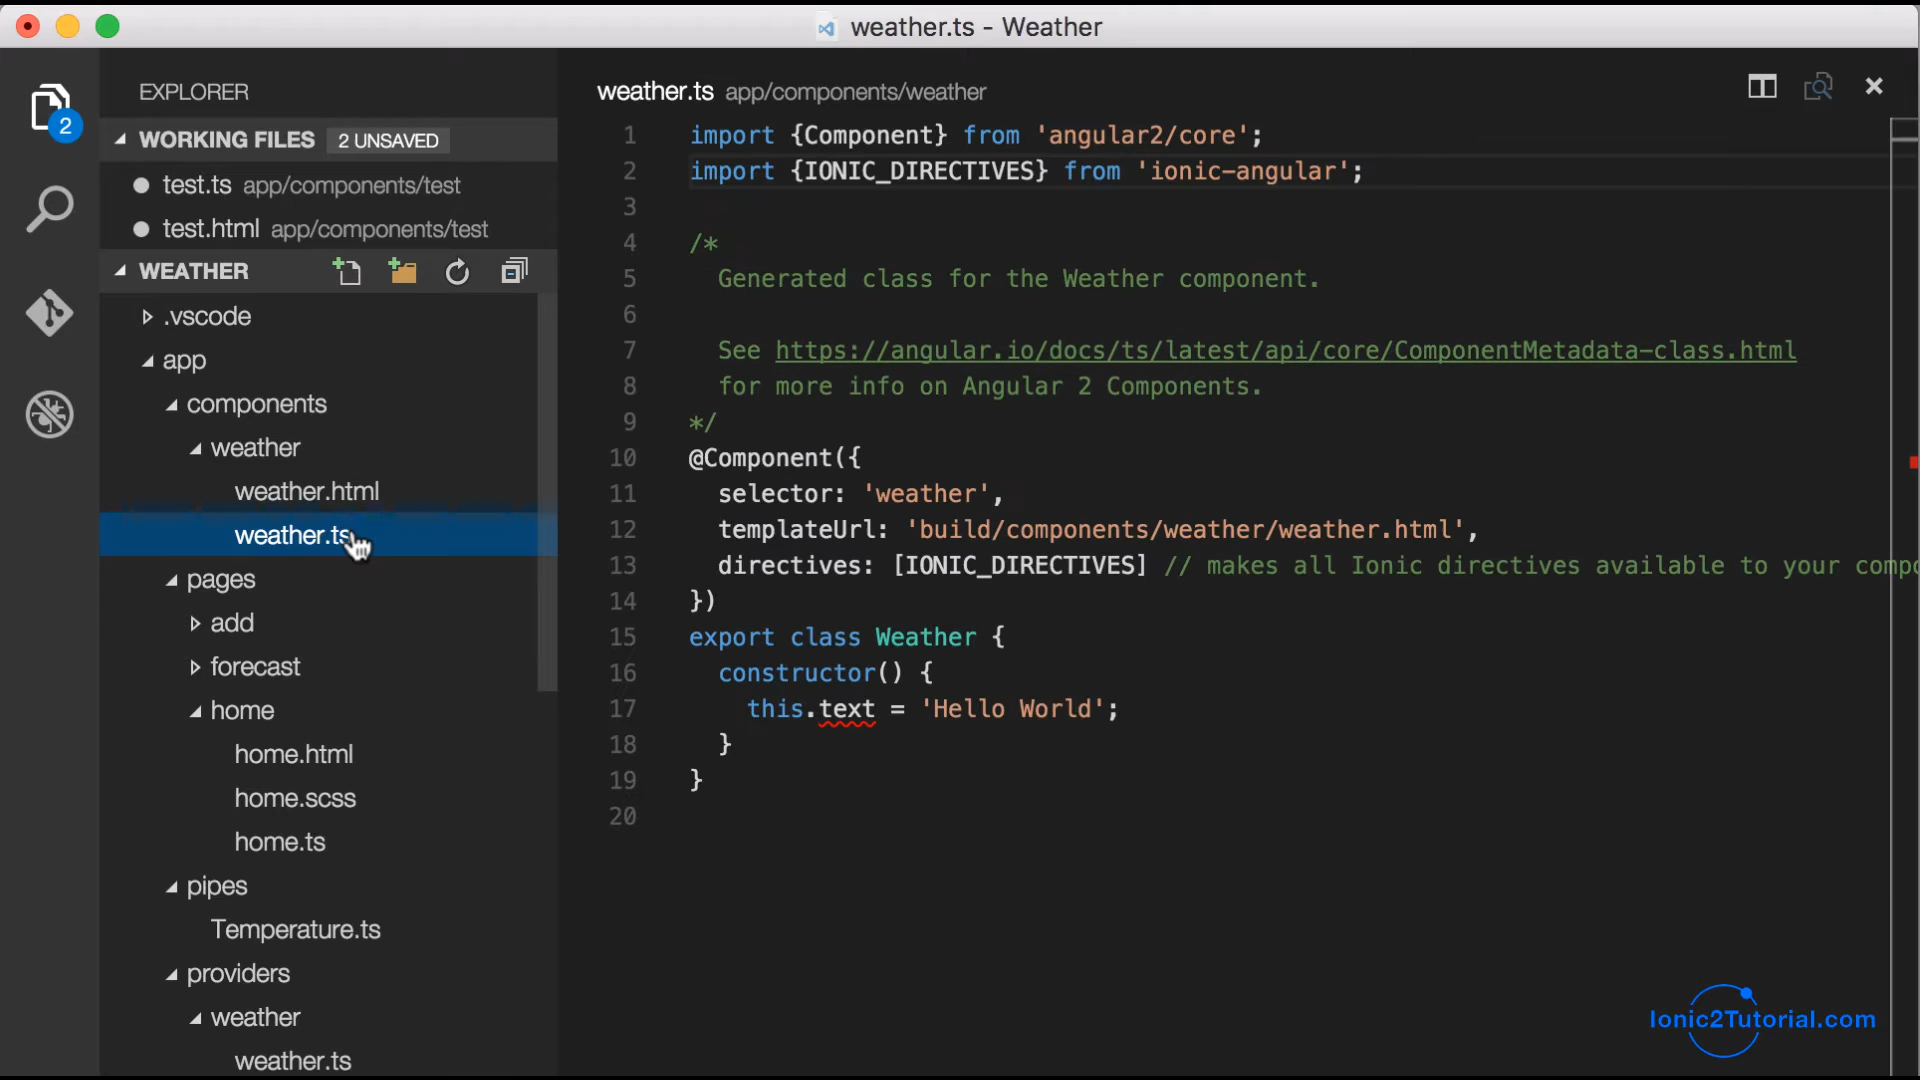 weather.ts - Weather
EXPLORER
2
WORKING FILES 2 UNSAVED
test.ts app/components/test
test.html app/components/test
WEATHER
.vscode
app
components
weather
weather.html
weather.ts
pages
add
forecast
home
home.html
home.scss
home.ts
pipes
Temperature.ts
providers
weather
weather.ts
weather.ts app/components/weather
1 import {Component} from 'angular2/core';
2 import {IONIC_DIRECTIVES} from 'ionic-angular';
3
4 /*
5 Generated class for the Weather component.
6
7 See https://angular.io/docs/ts/latest/api/core/ComponentMetadata-class.html
8 for more info on Angular 2 Components.
9 */
10 @Component({
11 selector: 'weather',
12 templateUrl: 'build/components/weather/weather.html',
13 directives: [IONIC_DIRECTIVES] // makes all Ionic directives available to your compo
14 })
15 export class Weather {
16 constructor() {
17 this.text = 'Hello World';
18 }
19 }
20
Ionic2Tutorial.com